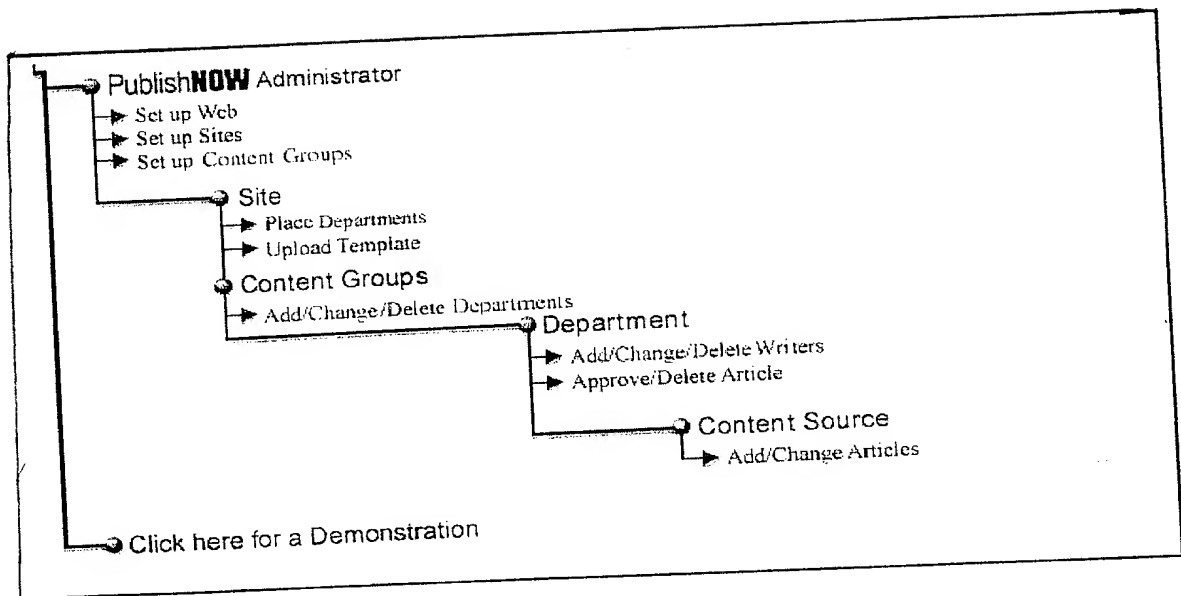 PublishNOW Administrator
Set up Web
Set up Sites
Set up Content Groups
Site
Place Departments
Upload Template
Content Groups
Add/Change/Delete Departments
Department
Add/Change/Delete Writers
Approve/Delete Article
Content Source
Add/Change Articles
Click here for a Demonstration